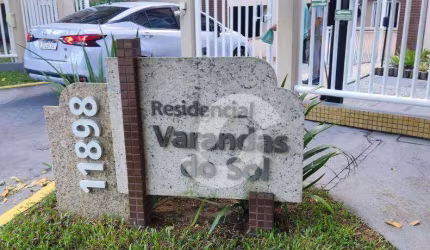 11898
Residencial
Varandas
do Sol